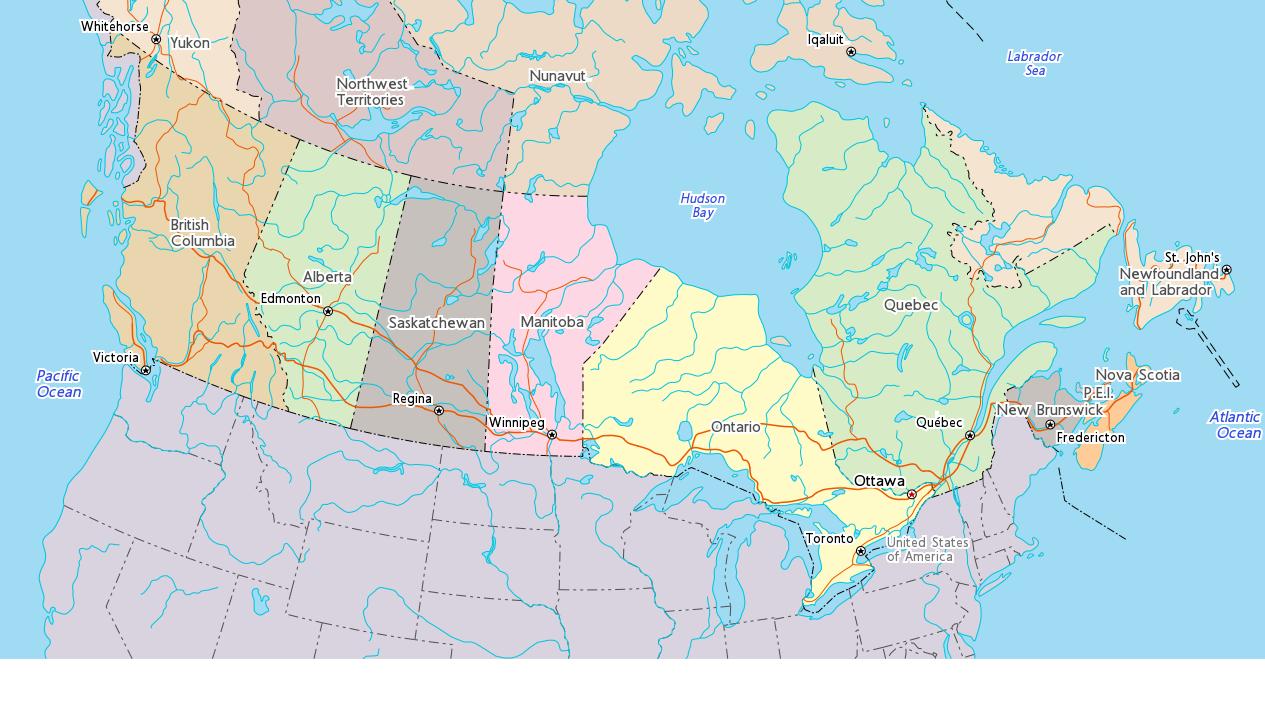 Whitehorse
Yukon
Iqaluit
Labrador
Sea
Northwest
Territories
Nunavut
Hudson
Bay
British
Columbia
St. John's
Newfoundland
and Labrador
Alberta
Edmonton
Saskatchewan
Manitoba
Quebec
Victoria
Pacific
Ocean
Nova Scotia
P.E.I.
Regina
New Brunswick
Winnipeg
Ontario
Québec
Atlantic
Ocean
Fredericton
Ottawa
Toronto
United States
of America